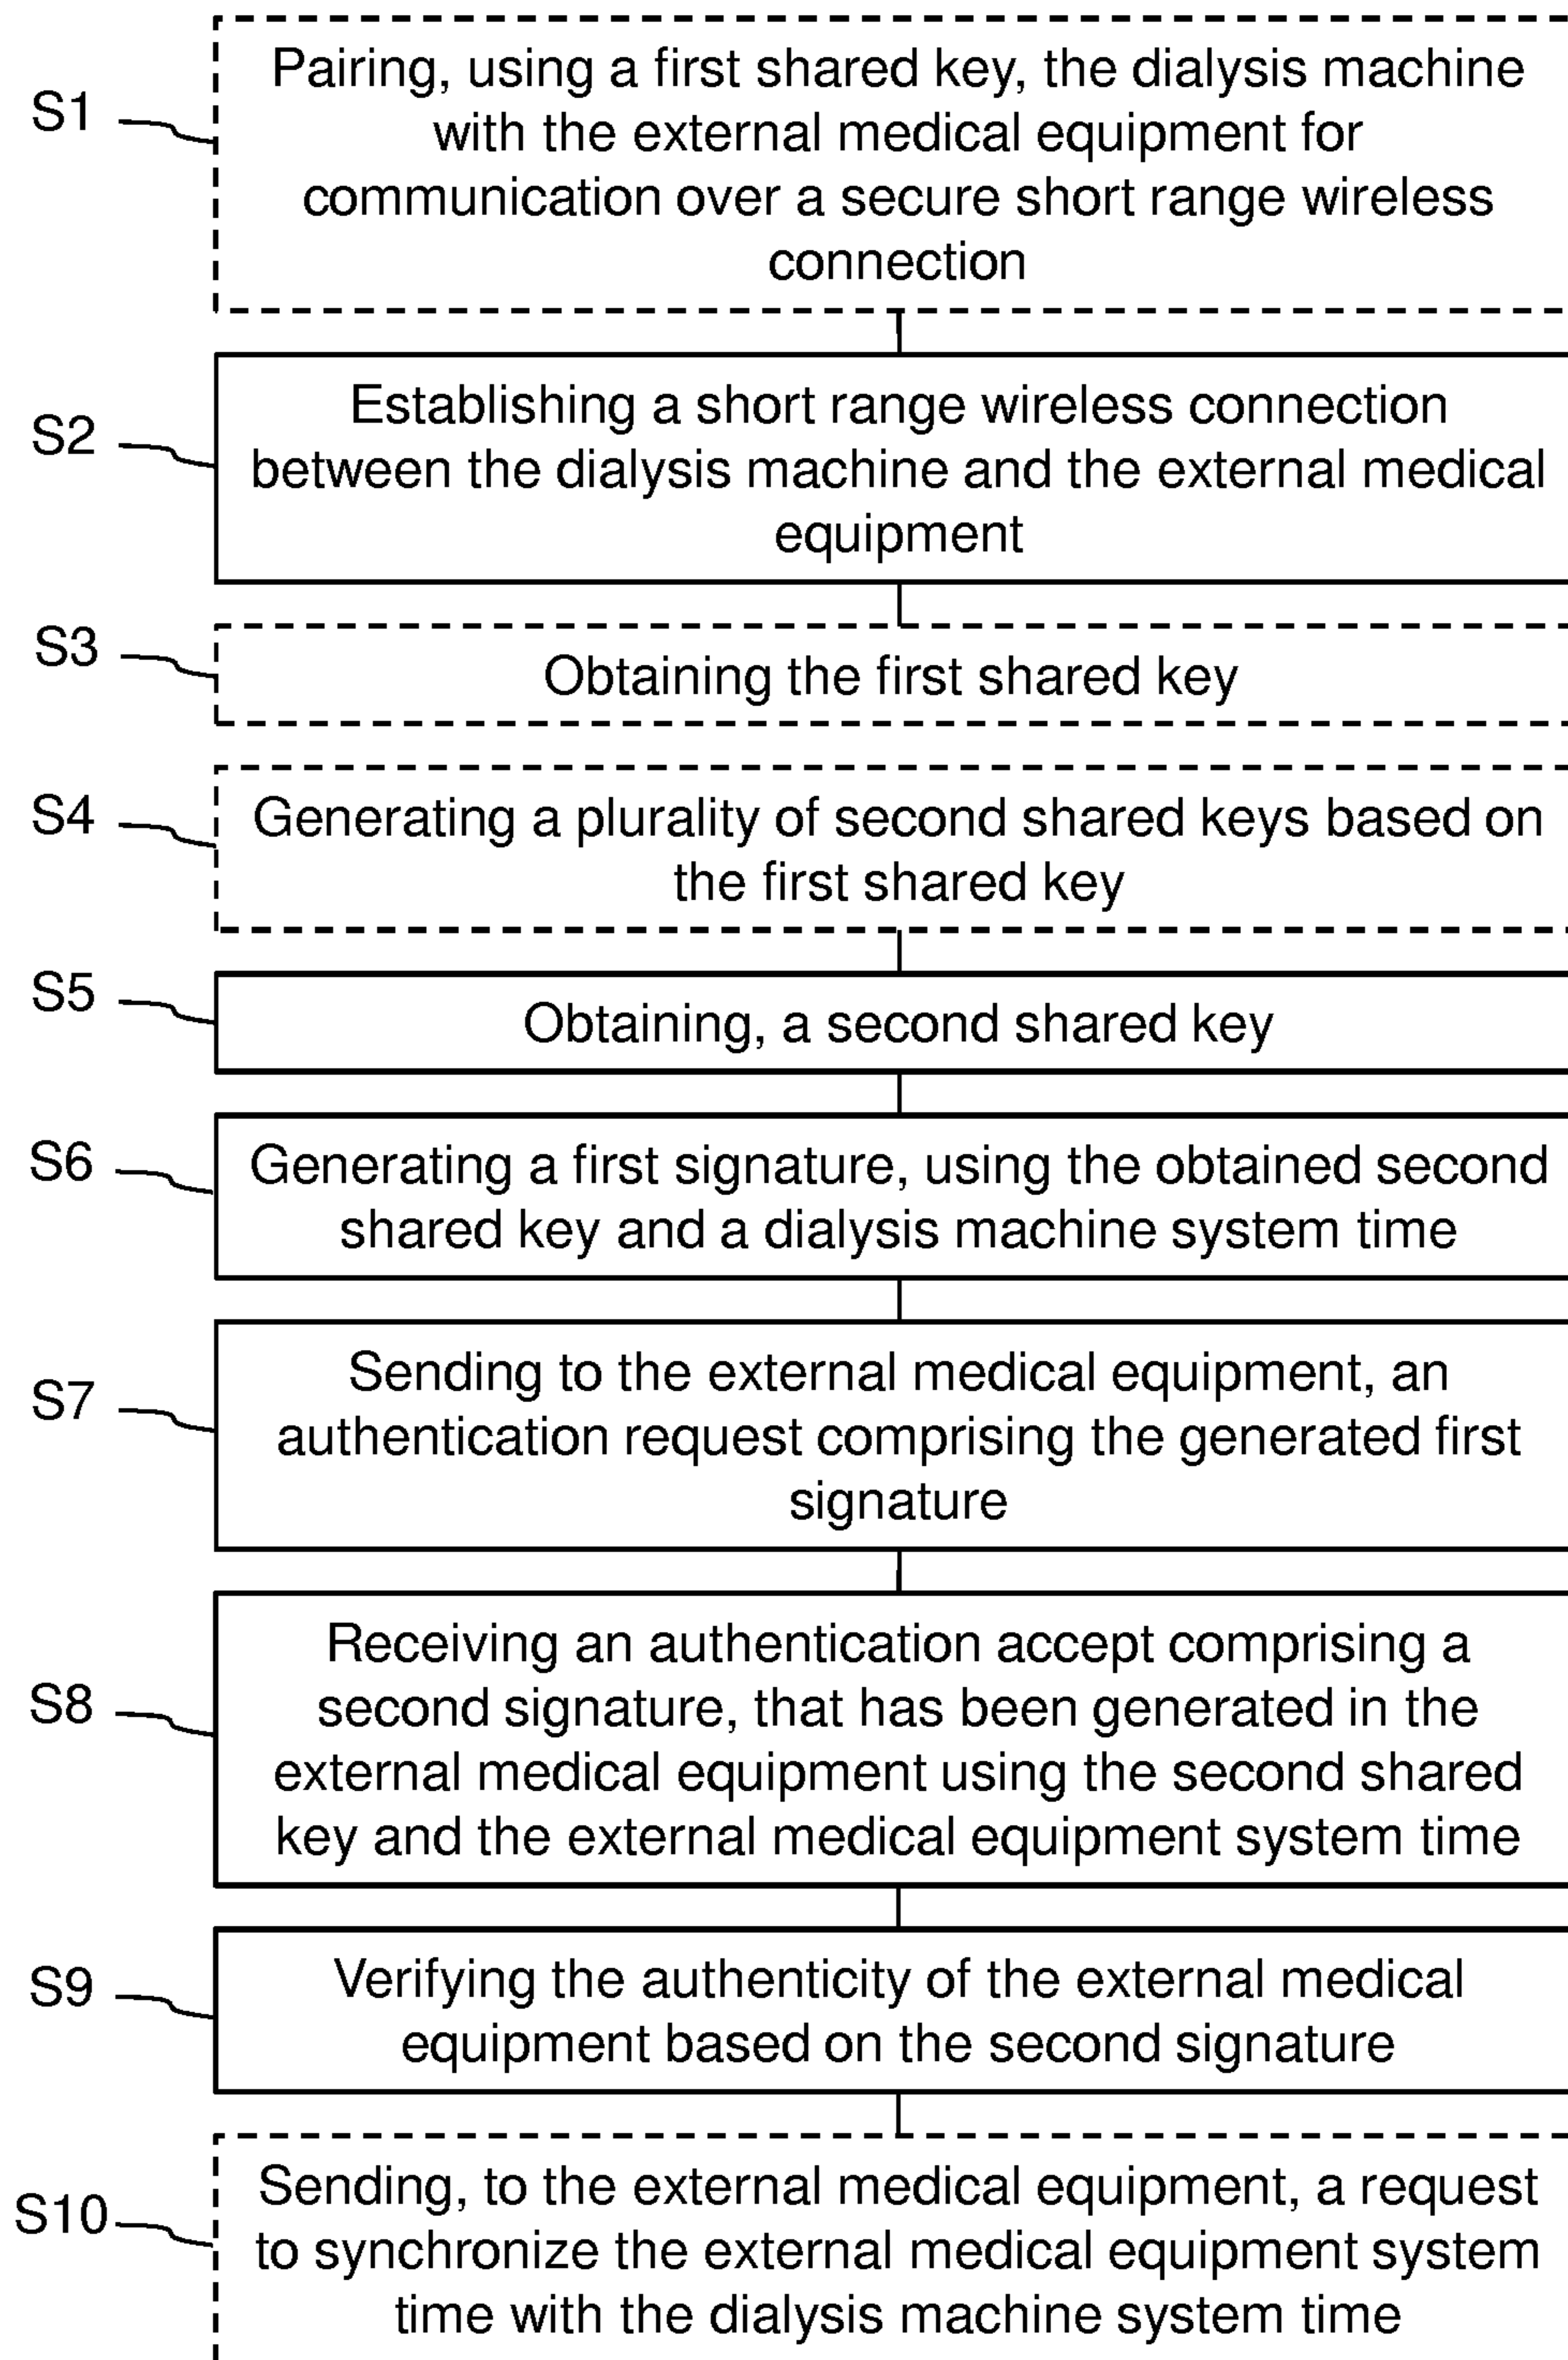 S1
Pairing, using a first shared key, the dialysis machine
with the external medical equipment for
communication over a secure short range wireless
connection
S2
Establishing a short range wireless connection
between the dialysis machine and the external medical
equipment
S3
Obtaining the first shared key
S4
Generating a plurality of second shared keys based on
the first shared key
S5
Obtaining, a second shared key
S6
Generating a first signature, using the obtained second
shared key and a dialysis machine system time
S7
Sending to the external medical equipment, an
authentication request comprising the generated first
signature
S8
Receiving an authentication accept comprising a
second signature, that has been generated in the
external medical equipment using the second shared
key and the external medical equipment system time
S9
Verifying the authenticity of the external medical
equipment based on the second signature
S10
Sending, to the external medical equipment, a request
to synchronize the external medical equipment system
time with the dialysis machine system time